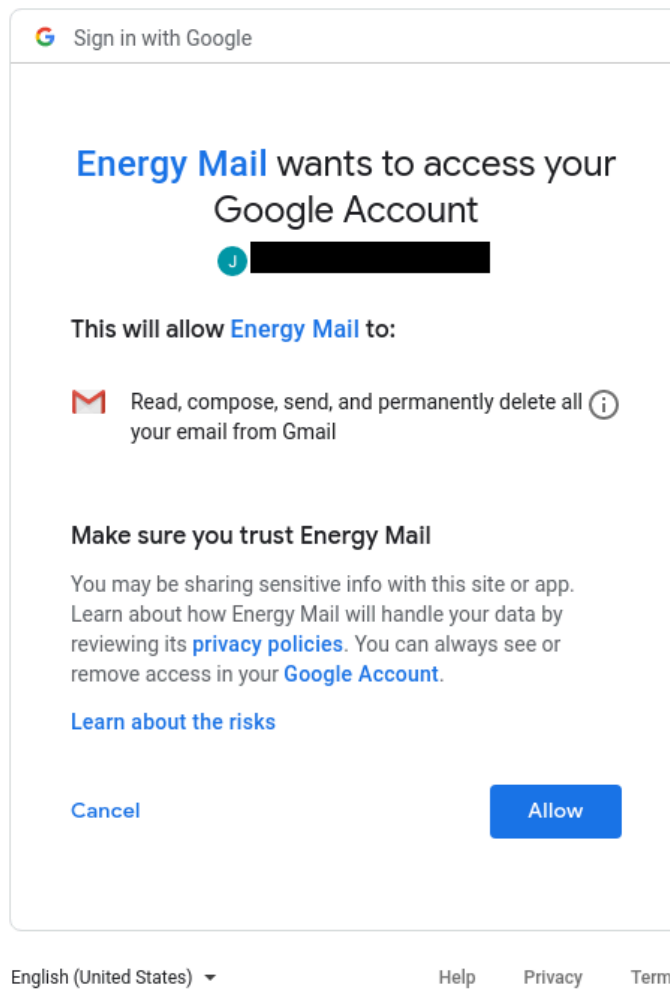 Sign in with Google
Energy Mail wants to access your
Google Account
J
This will allow Energy Mail to:
Read, compose, send, and permanently delete all
your email from Gmail
Make sure you trust Energy Mail
You may be sharing sensitive info with this site or app.
Learn about how Energy Mail will handle your data by
reviewing its privacy policies. You can always see or
remove access in your Google Account.
Learn about the risks
Cancel Allow
English (United States) Help Privacy Term